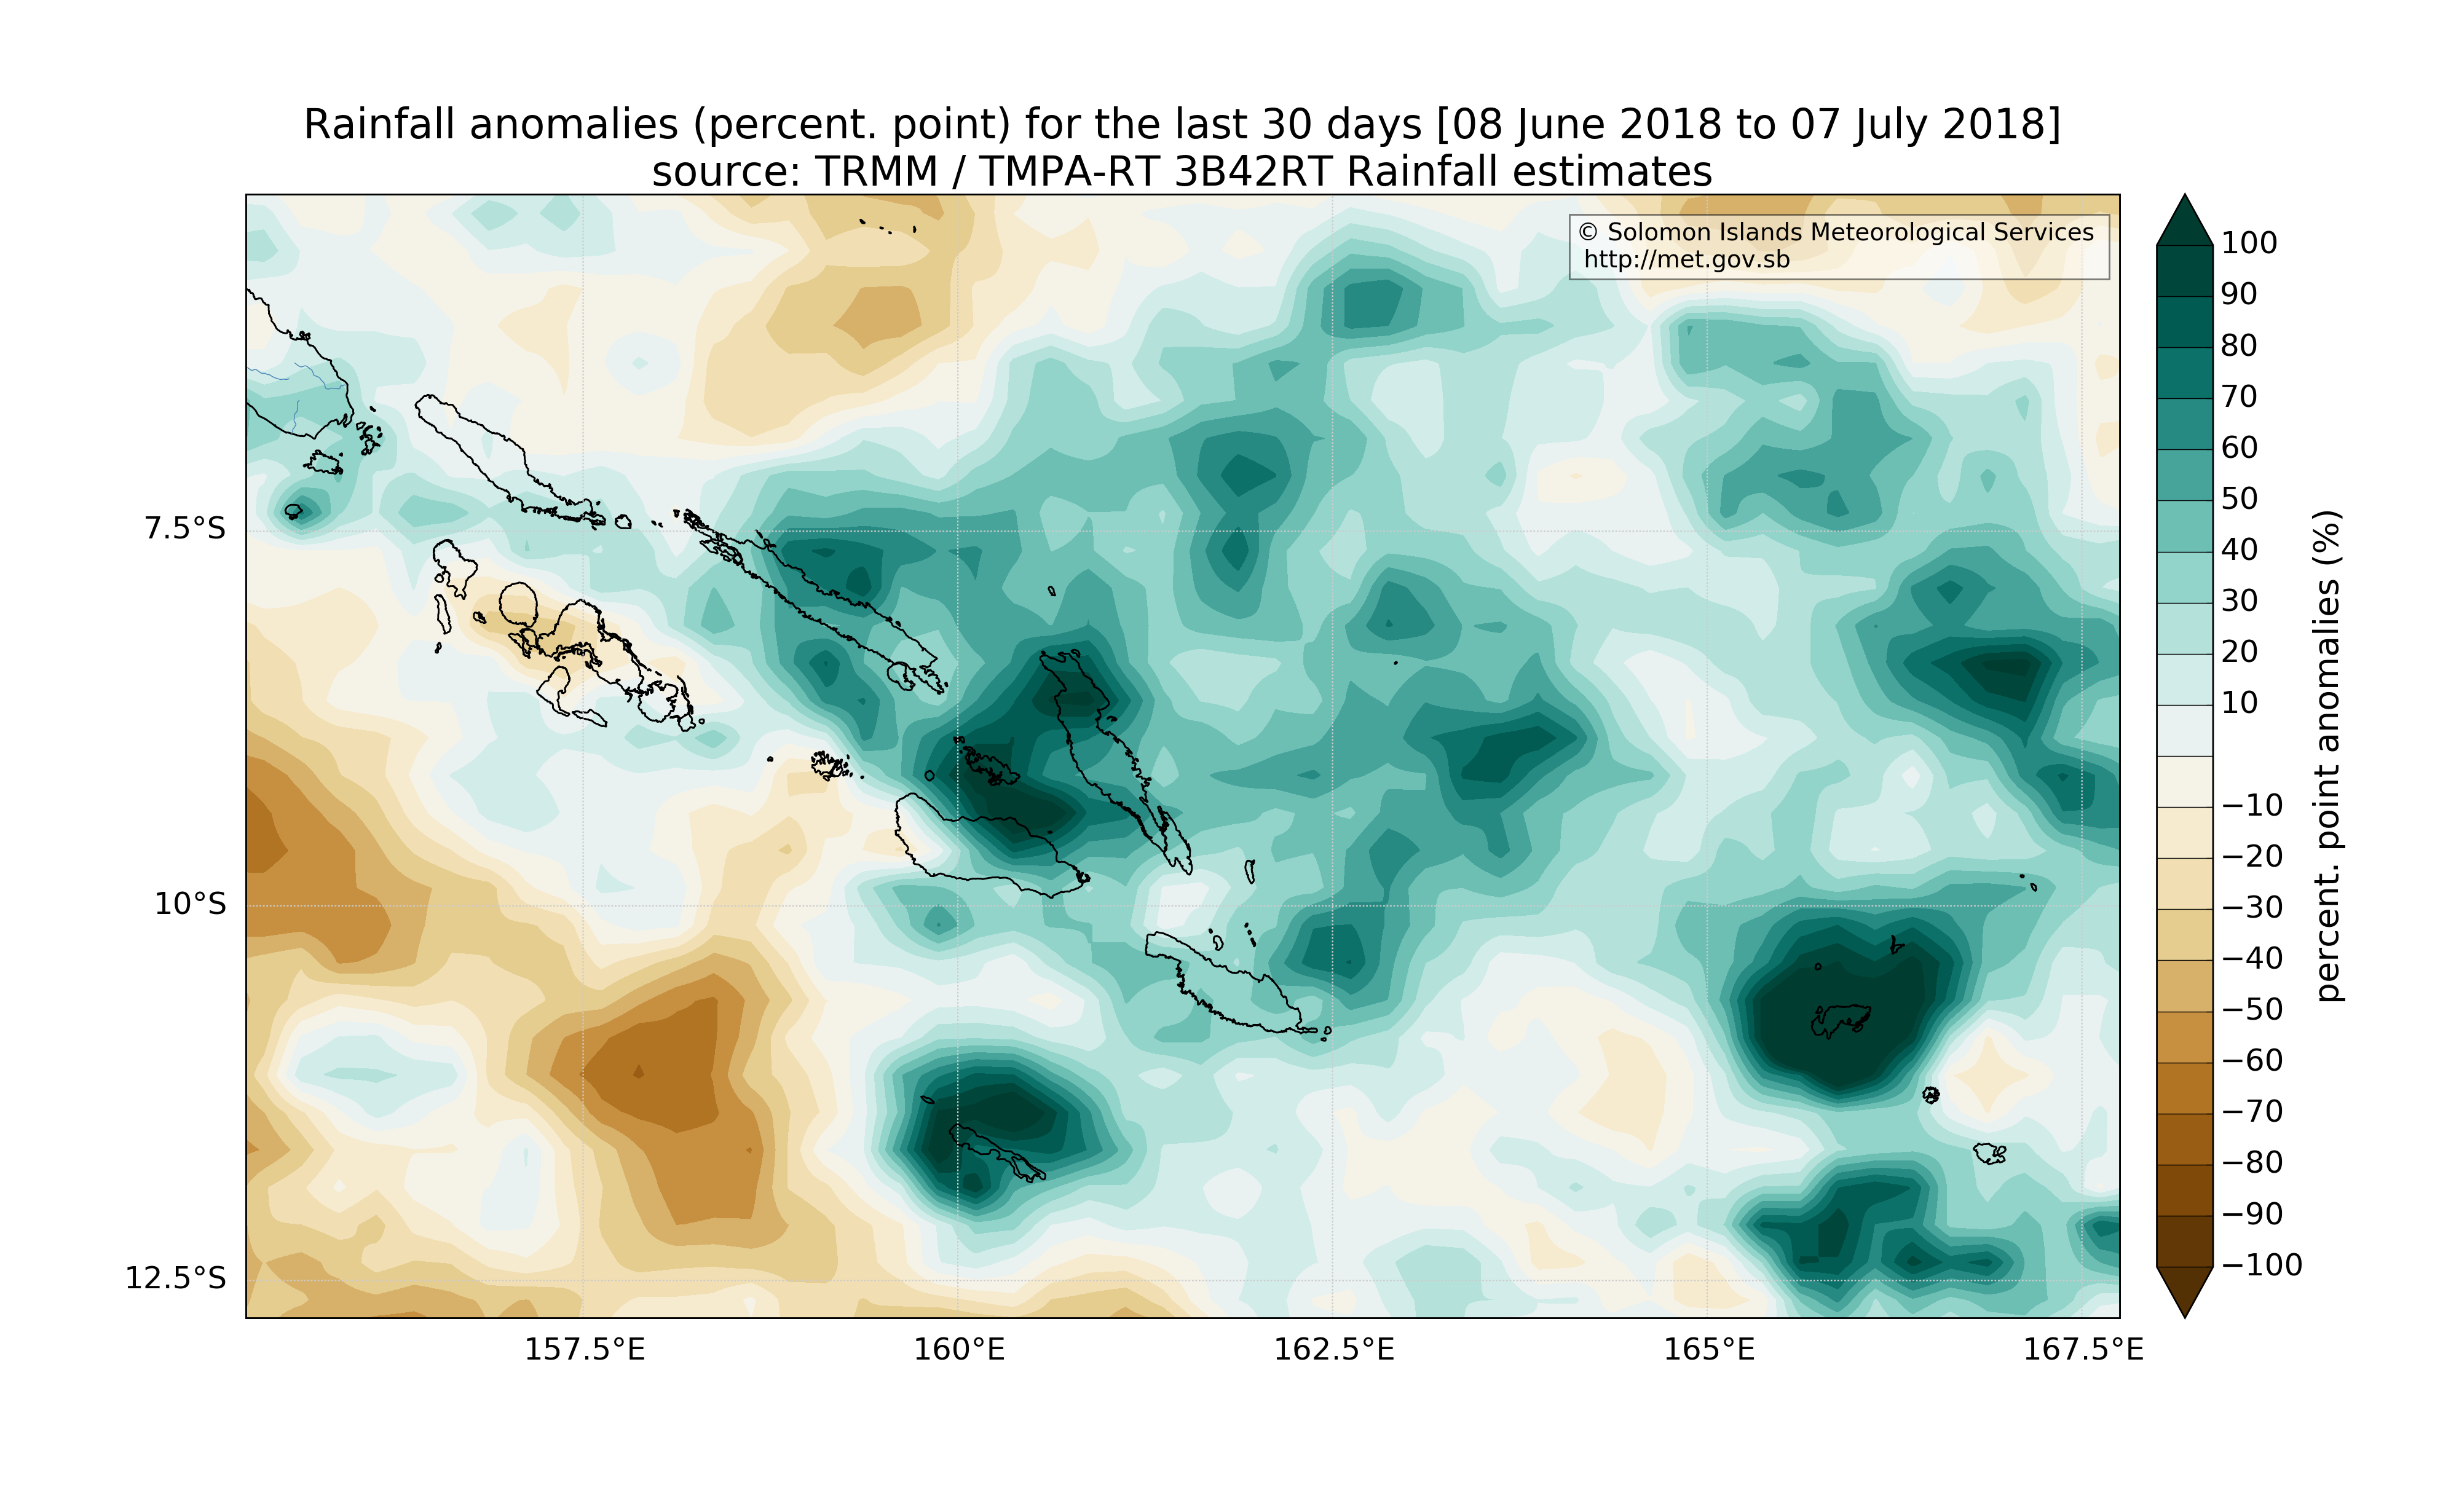 Rainfall anomalies (percent. point) for the last 30 days [08 June 2018 to 07 July 2018]
source: TRMM / TMPA-RT 3B42RT Rainfall estimates
© Solomon Islands Meteorological Services
http://met.gov.sb
7.5°S
10°S
12.5°S
157.5°E
160°E
162.5°E
165°E
167.5°E
100
90
80
70
60
50
40
30
20
10
−10
−20
−30
−40
−50
−60
−70
−80
−90
−100
percent. point anomalies (%)